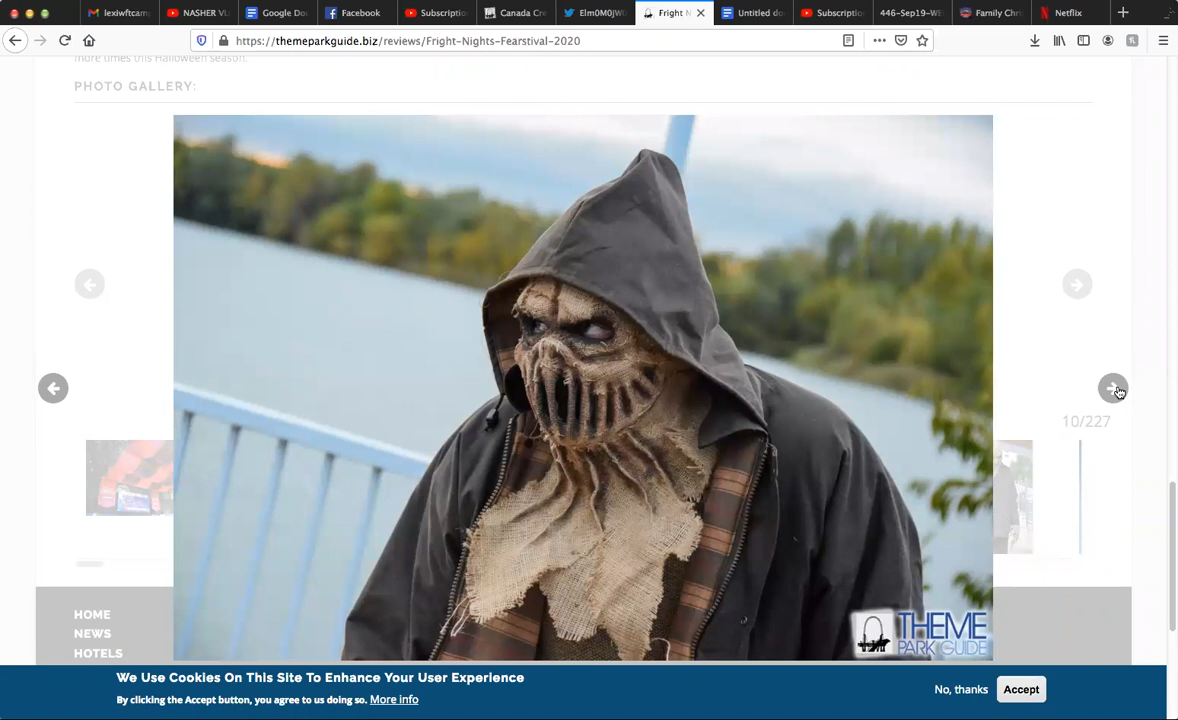 lexiwftcam
NASHER VL
Google Do
Facebook
Subscriptio
Canada Cre
Elm0M0JWO
Fright N
Untitled do
Subscriptio
446-Sep19-WE
Family Chr
Netflix
https://themeparkguide.biz/reviews/Fright-Nights-Fearstival-2020
more times this Halloween season.
PHOTO GALLERY:
10/227
THEME
PARK GUIDE
HOME
NEWS
HOTELS
We Use Cookies On This Site To Enhance Your User Experience
By clicking the Accept button, you agree to us doing so. More info
No, thanks
Accept